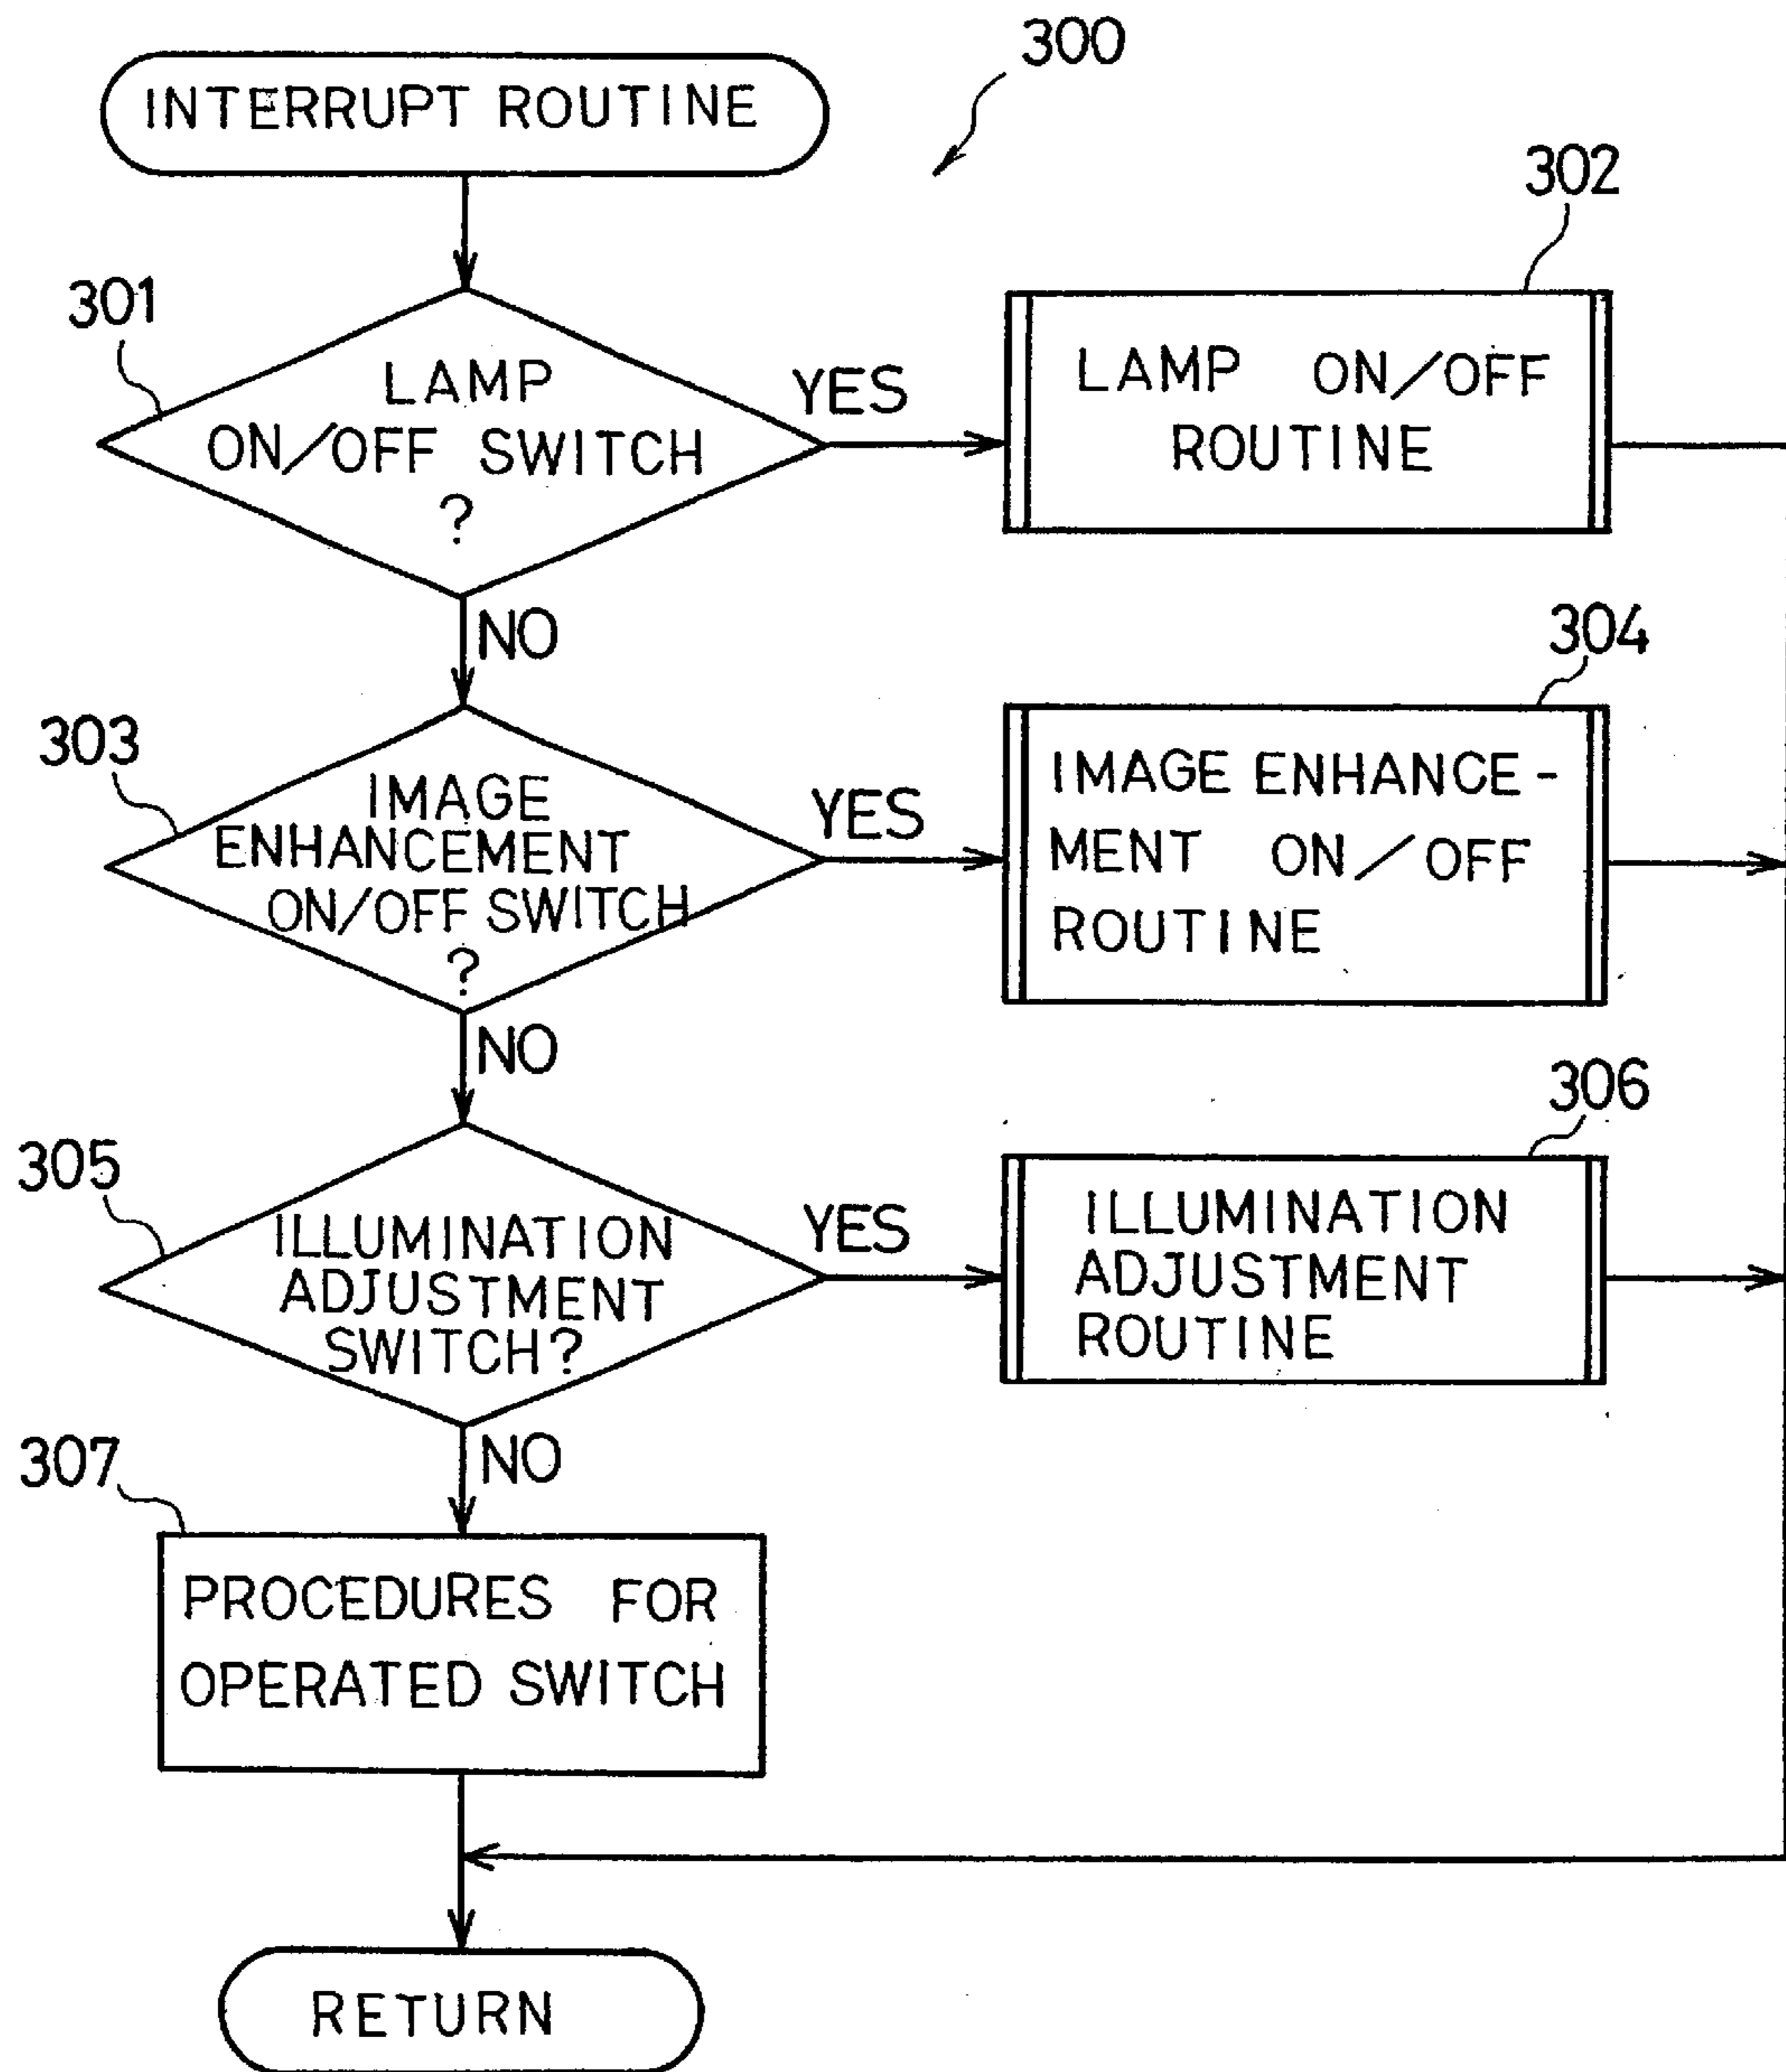 300
INTERRUPT ROUTINE
302
301
LAMP
ON/OFF SWITCH
?
YES
LAMP ON/OFF
ROUTINE
NO
304
303
IMAGE
ENHANCEMENT
ON/OFF SWITCH
?
YES
IMAGE ENHANCE-
MENT ON/OFF
ROUTINE
NO
306
305
ILLUMINATION
ADJUSTMENT
SWITCH?
YES
ILLUMINATION
ADJUSTMENT
ROUTINE
NO
307
PROCEDURES FOR
OPERATED SWITCH
RETURN